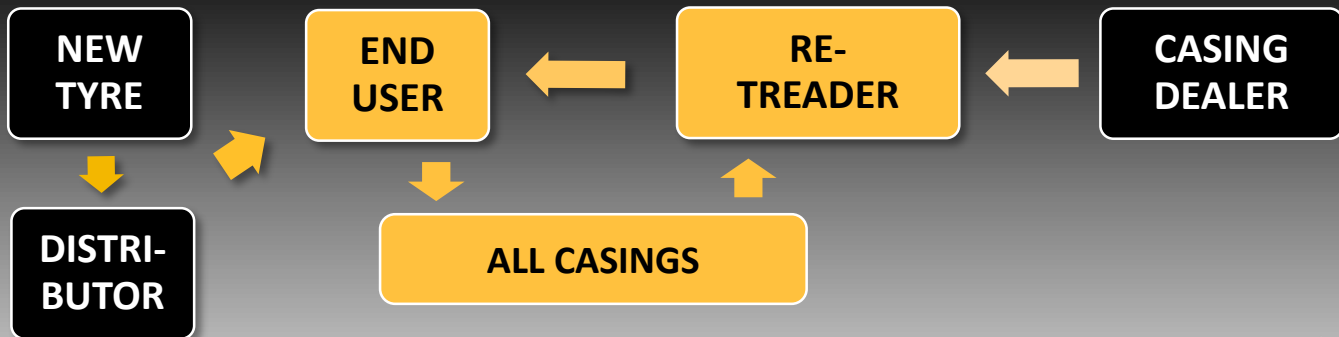 NEW
TYRE
END
USER
RE-
TREADER
CASING
DEALER
DISTRI-
BUTOR
ALL CASINGS